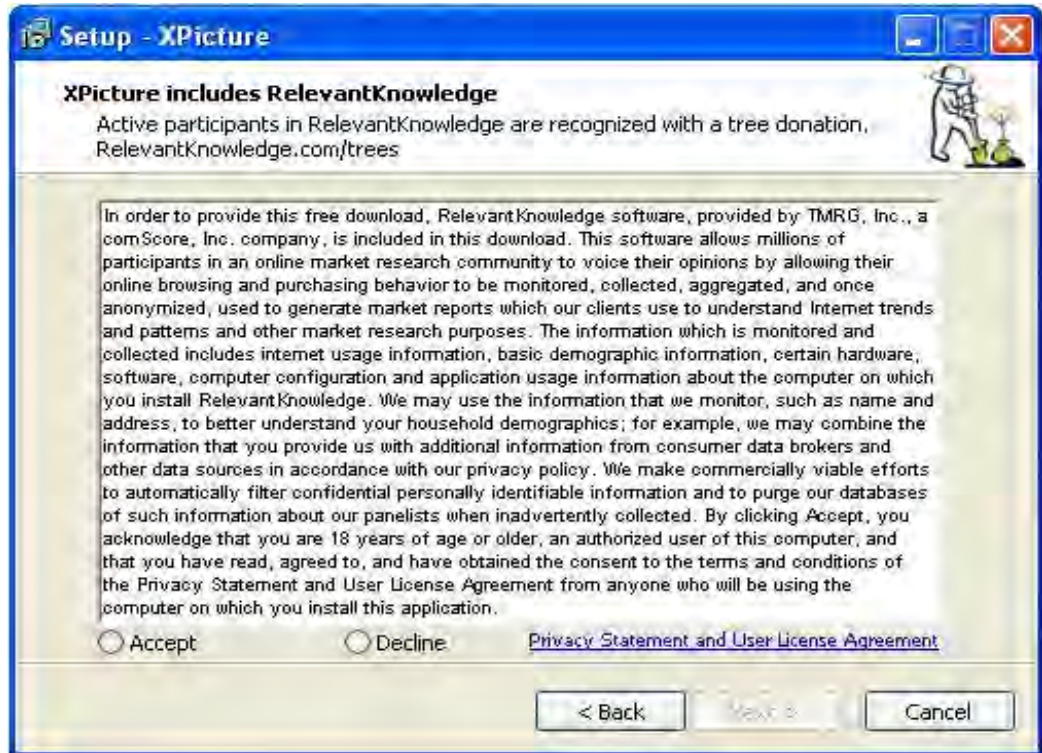 Setup - XPicture
XPicture includes RelevantKnowledge
Active participants in RelevantKnowledge are recognized with a tree donation.
RelevantKnowledge.com/trees
In order to provide this free download, RelevantKnowledge software, provided by TMRG, Inc., a
comScore, Inc. company, is included in this download. This software allows millions of
participants in an online market research community to voice their opinions by allowing their
online browsing and purchasing behavior to be monitored, collected, aggregated, and once
anonymized, used to generate market reports which our clients use to understand Internet trends
and patterns and other market research purposes. The information which is monitored and
collected includes internet usage information, basic demographic information, certain hardware,
software, computer configuration and application usage information about the computer on which
you install RelevantKnowledge. We may use the information that we monitor, such as name and
address, to better understand your household demographics; for example, we may combine the
information that you provide us with additional information from consumer data brokers and
other data sources in accordance with our privacy policy. We make commercially viable efforts
to automatically filter confidential personally identifiable information and to purge our databases
of such information about our panelists when inadvertently collected. By clicking Accept, you
acknowledge that you are 18 years of age or older, an authorized user of this computer, and
that you have read, agreed to, and have obtained the consent to the terms and conditions of
the Privacy Statement and User License Agreement from anyone who will be using the
computer on which you install this application.
Accept Decline Privacy Statement and User License Agreement
< Back Next > Cancel